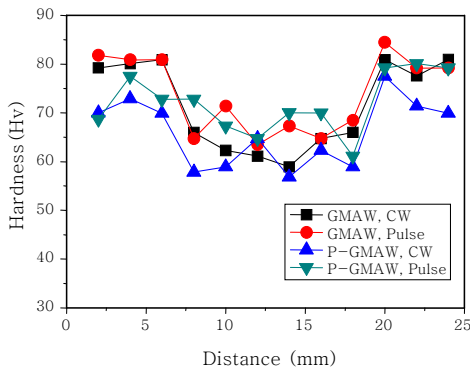 90
80
70
60
50
40
30
Hardness (Hv)
GMAW, CW
GMAW, Pulse
P-GMAW, CW
P-GMAW, Pulse
0 5 10 15 20 25
Distance (mm)